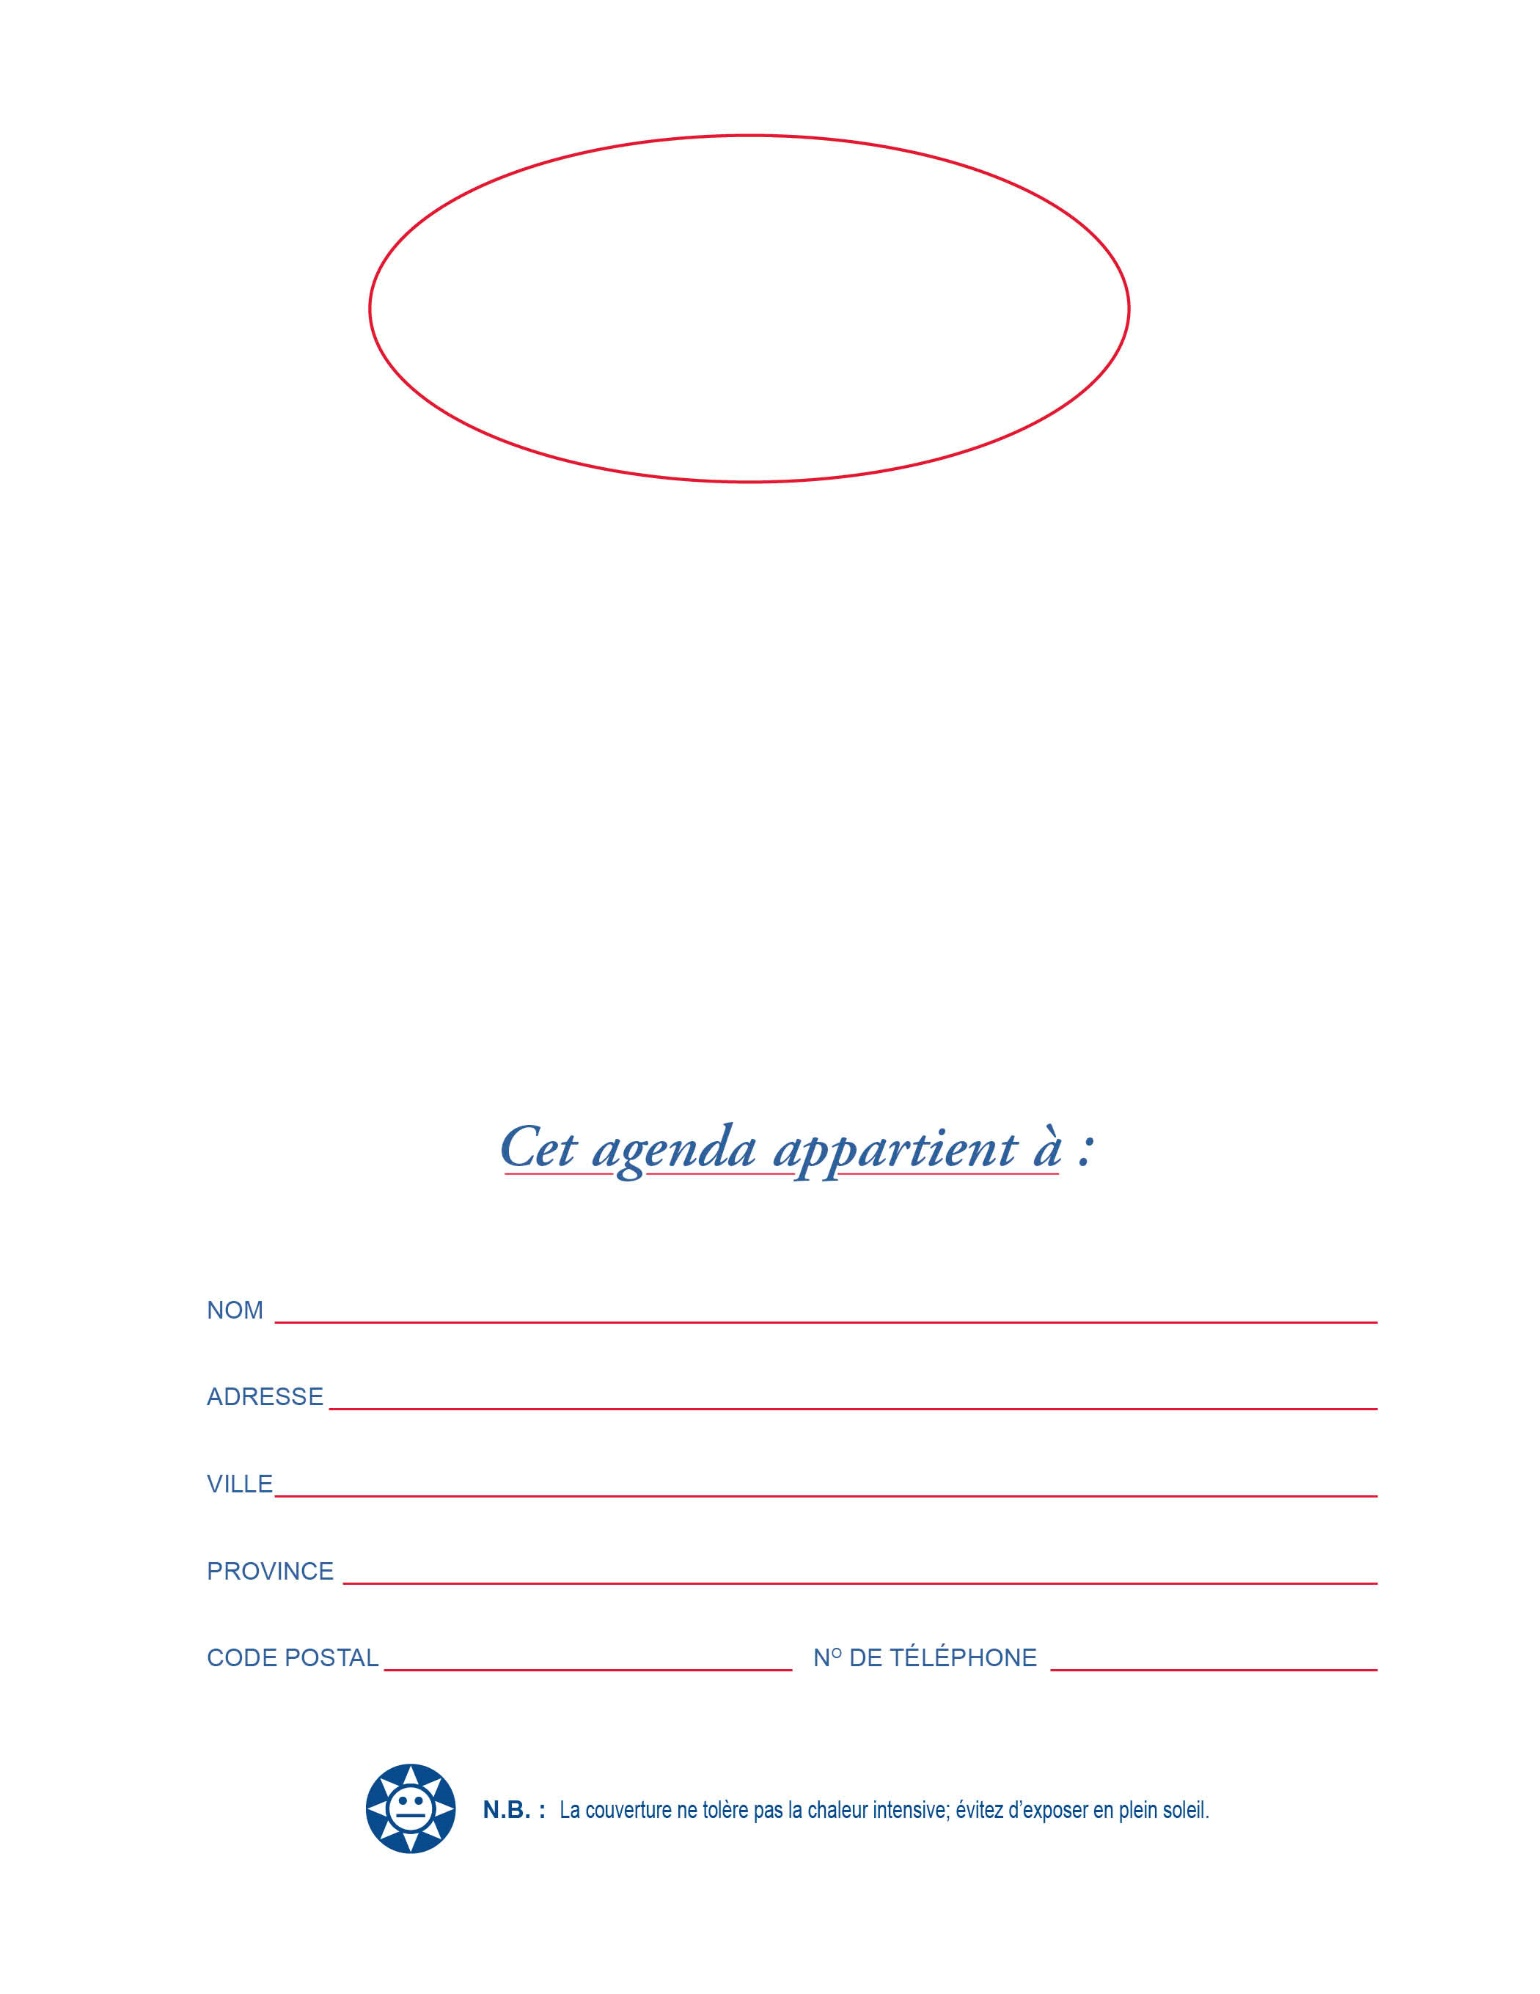 Cet agenda appartient à :
NOM
ADRESSE
VILLE
PROVINCE
CODE POSTAL Nº DE TÉLÉPHONE
N.B. : La couverture ne tolère pas la chaleur intensive; évitez d’exposer en plein soleil.